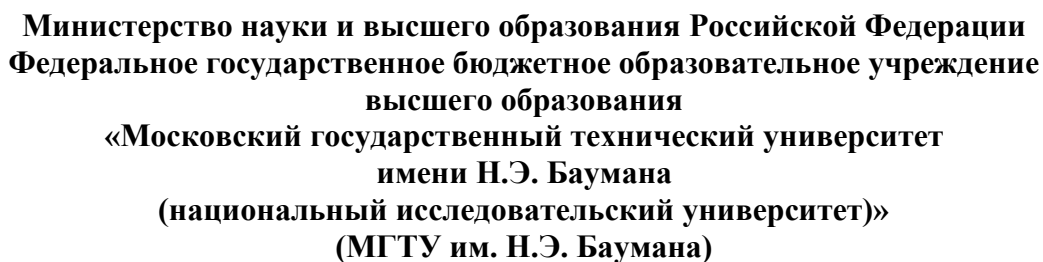 Министерство науки и высшего образования Российской Федерации
Федеральное государственное бюджетное образовательное учреждение
высшего образования
«Московский государственный технический университет
имени Н.Э. Баумана
(национальный исследовательский университет)»
(МГТУ им. Н.Э. Баумана)